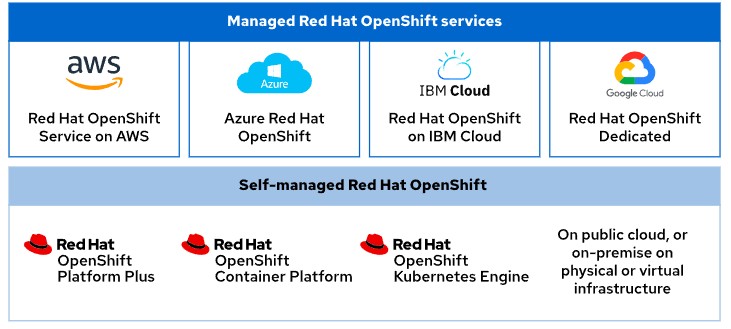 Managed Red Hat OpenShift services
aws
Red Hat OpenShift
Service on AWS
Azure
Azure Red Hat
OpenShift
IBM Cloud
Red Hat OpenShift
on IBM Cloud
Google Cloud
Red Hat OpenShift
Dedicated
Self-managed Red Hat OpenShift
Red Hat
OpenShift
Platform Plus
Red Hat
OpenShift
Container Platform
Red Hat
OpenShift
Kubernetes Engine
On public cloud, or
on-premise on
physical or virtual
infrastructure